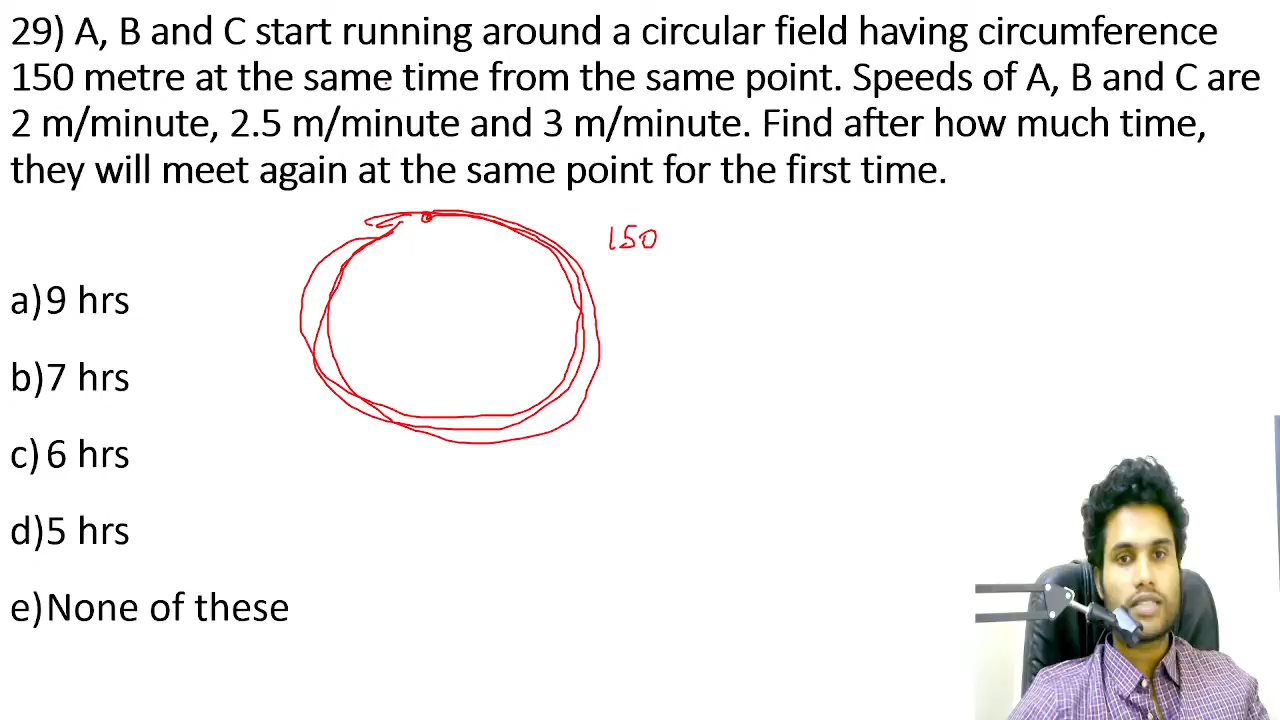 29) A, B and C start running around a circular field having circumference
150 metre at the same time from the same point. Speeds of A, B and C are
2 m/minute, 2.5 m/minute and 3 m/minute. Find after how much time,
they will meet again at the same point for the first time.
150
a)9 hrs
b)7 hrs
c)6 hrs
d)5 hrs
e)None of these